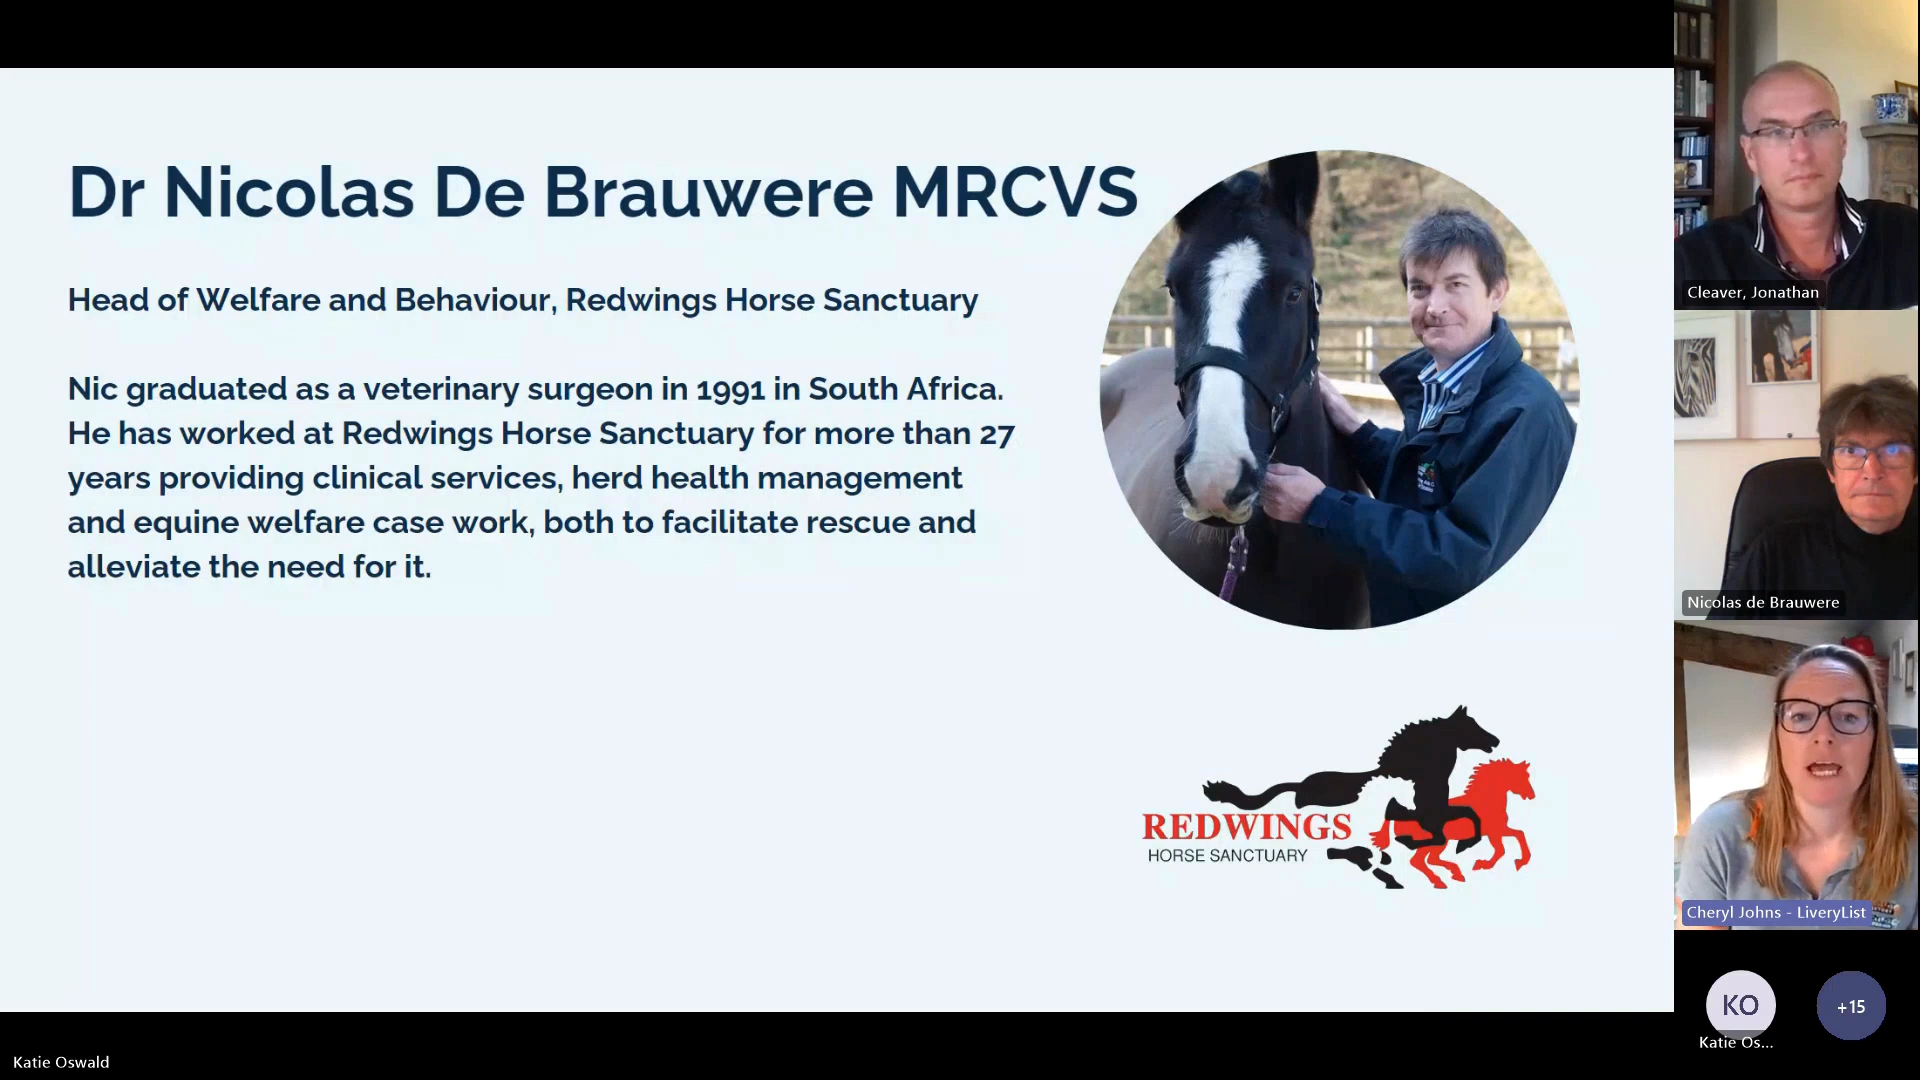 Dr Nicolas De Brauwere MRCVS
Head of Welfare and Behaviour, Redwings Horse Sanctuary
Nic graduated as a veterinary surgeon in 1991 in South Africa.
He has worked at Redwings Horse Sanctuary for more than 27
years providing clinical services, herd health management
and equine welfare case work, both to facilitate rescue and
alleviate the need for it.
REDWINGS
HORSE SANCTUARY
Cleaver, Jonathan
Nicolas de Brauwere
Cheryl Johns - LiveryList
KO
+15
Katie Os...
Katie Oswald